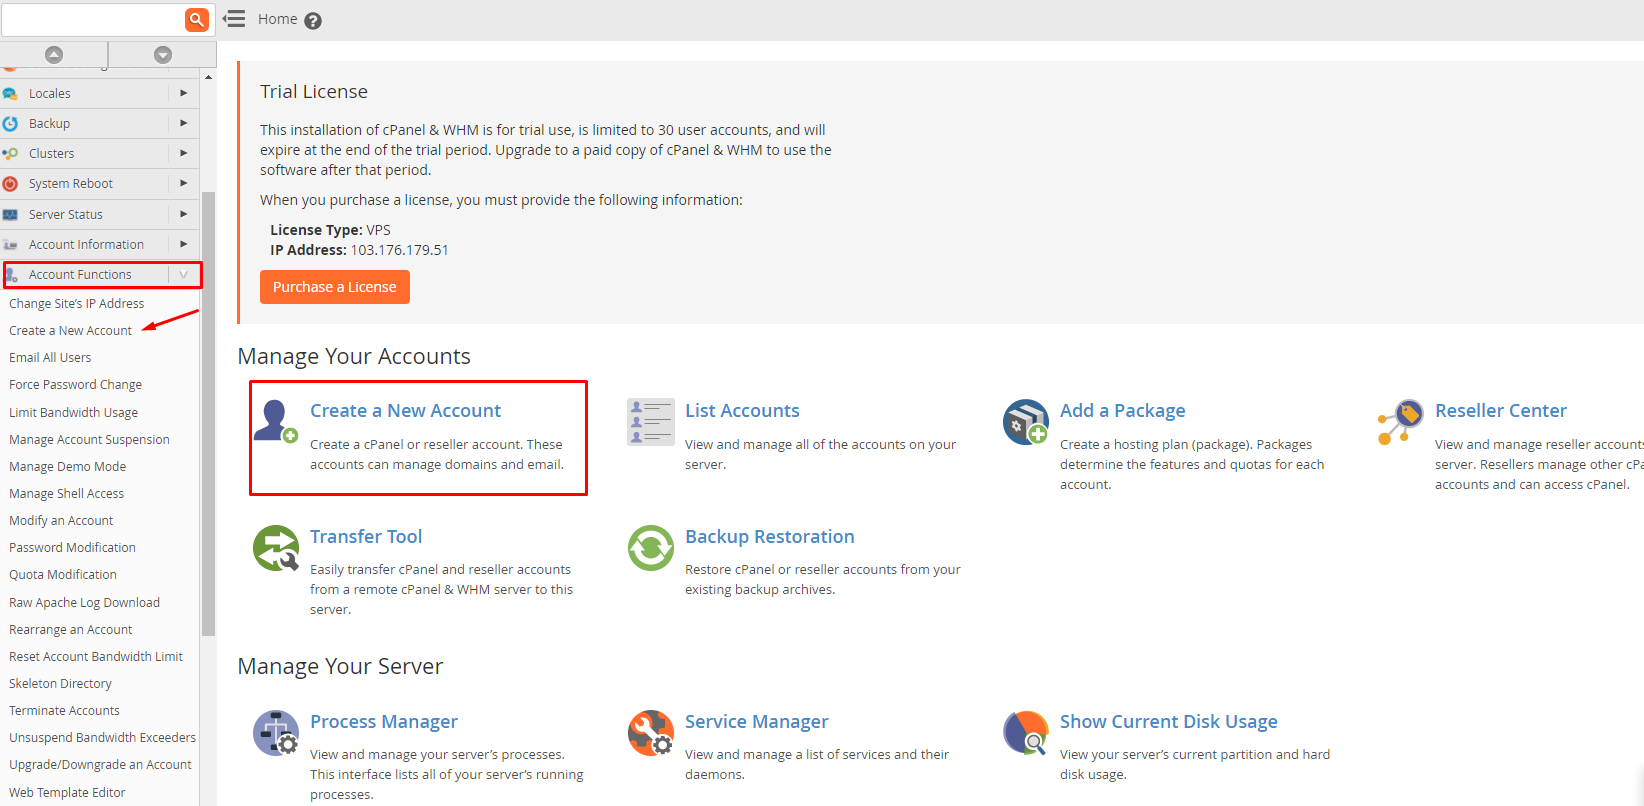 Home
Locales
Backup
Clusters
System Reboot
Server Status
Account Information
Account Functions
Change Site's IP Address
Create a New Account
Email All Users
Force Password Change
Limit Bandwidth Usage
Manage Account Suspension
Manage Demo Mode
Manage Shell Access
Modify an Account
Password Modification
Quota Modification
Raw Apache Log Download
Rearrange an Account
Reset Account Bandwidth Limit
Skeleton Directory
Terminate Accounts
Unsuspend Bandwidth Exceeders
Upgrade/Downgrade an Account
Web Template Editor
Trial License
This installation of cPanel & WHM is for trial use, is limited to 30 user accounts, and will
expire at the end of the trial period. Upgrade to a paid copy of cPanel & WHM to use the
software after that period.
When you purchase a license, you must provide the following information:
License Type: VPS
IP Address: 103.176.179.51
Purchase a License
Manage Your Accounts
Create a New Account
Create a cPanel or reseller account. These
accounts can manage domains and email.
List Accounts
View and manage all of the accounts on your
server.
Add a Package
Create a hosting plan (package). Packages
determine the features and quotas for each
account.
Reseller Center
View and manage reseller accounts
server. Resellers manage other cPa
accounts and can access cPanel.
Transfer Tool
Easily transfer cPanel and reseller accounts
from a remote cPanel & WHM server to this
server.
Backup Restoration
Restore cPanel or reseller accounts from your
existing backup archives.
Manage Your Server
Process Manager
View and manage your server's processes.
This interface lists all of your server's running
processes.
Service Manager
View and manage a list of services and their
daemons.
Show Current Disk Usage
View your server's current partition and hard
disk usage.